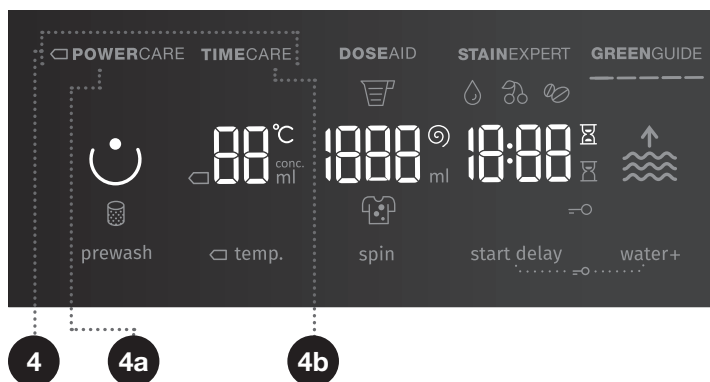 POWERCARE TIMECARE DOSEAID STAINEXPERT GREENGUIDE
88 °C 1888 18:88
conc.
ml ml
prewash temp. spin start delay water+
4 4a 4b